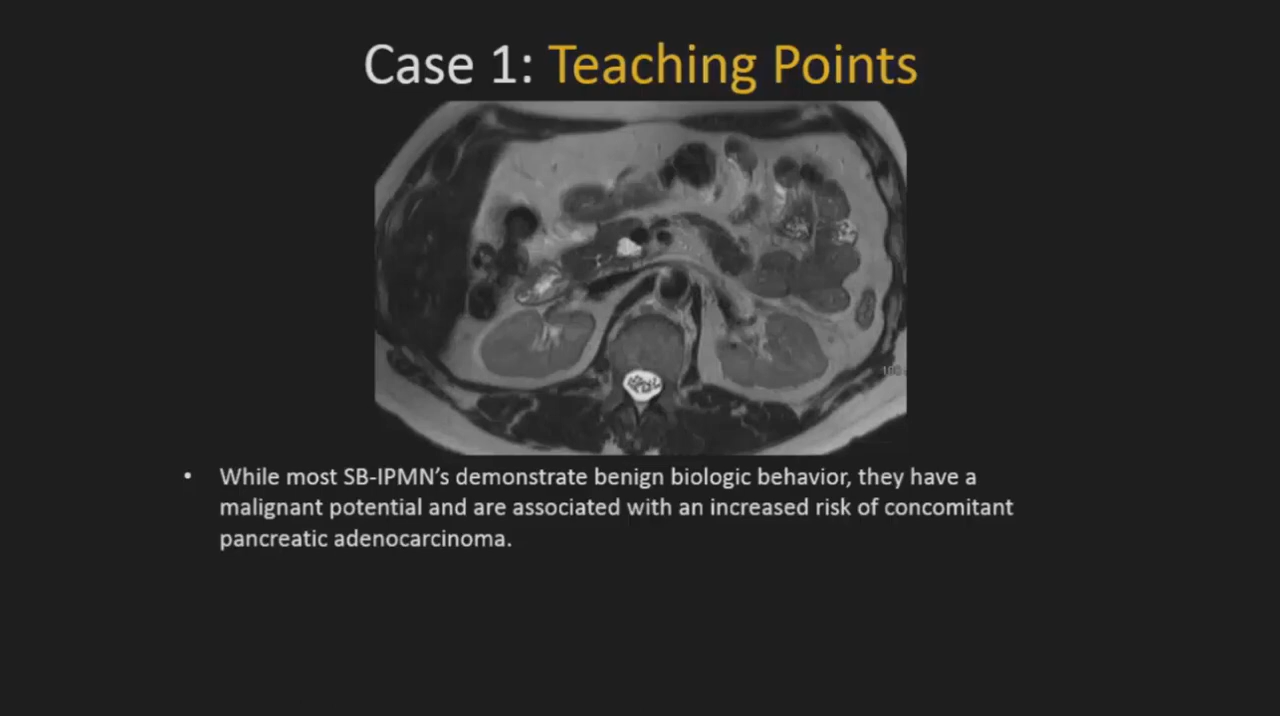 Case 1: Teaching Points
100
• While most SB-IPMN's demonstrate benign biologic behavior, they have a
malignant potential and are associated with an increased risk of concomitant
pancreatic adenocarcinoma.